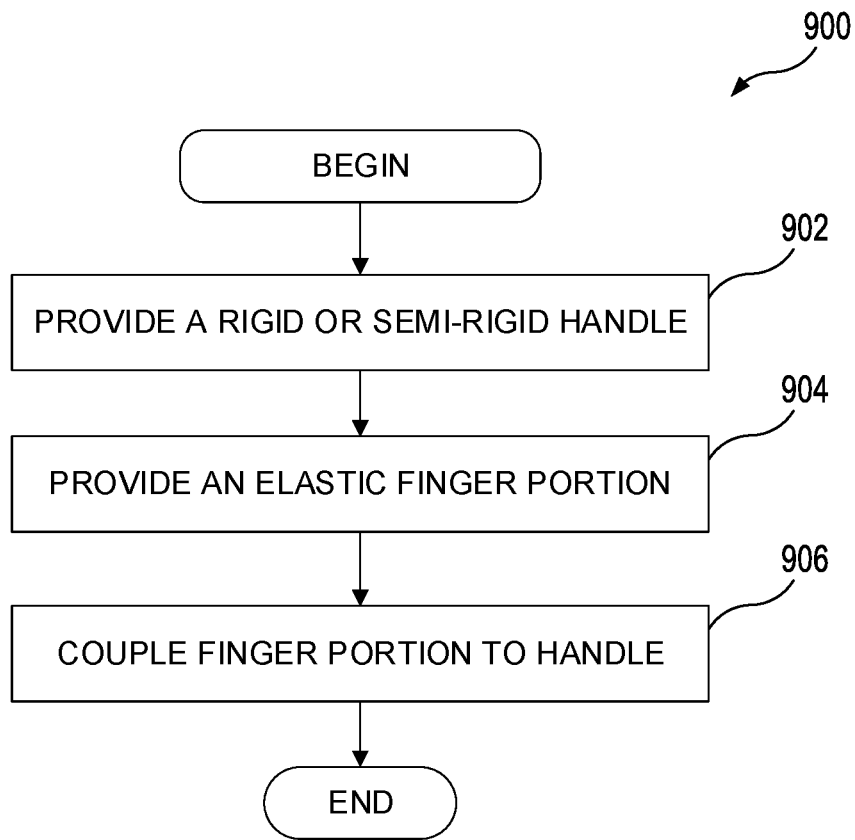 900
BEGIN
902
PROVIDE A RIGID OR SEMI-RIGID HANDLE
904
PROVIDE AN ELASTIC FINGER PORTION
906
COUPLE FINGER PORTION TO HANDLE
END